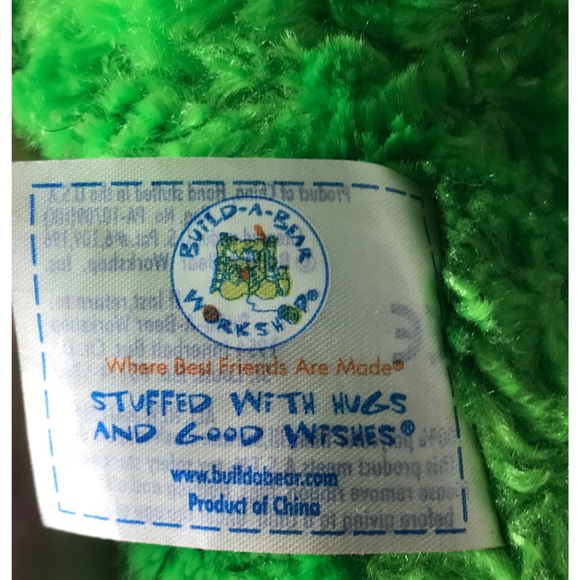 BUILD-A-BEAR
WORKSHOP®
Where Best Friends Are Made®
STUFFED WITH HUGS
AND GOOD WISHES®
www.buildabear.com
Product of China